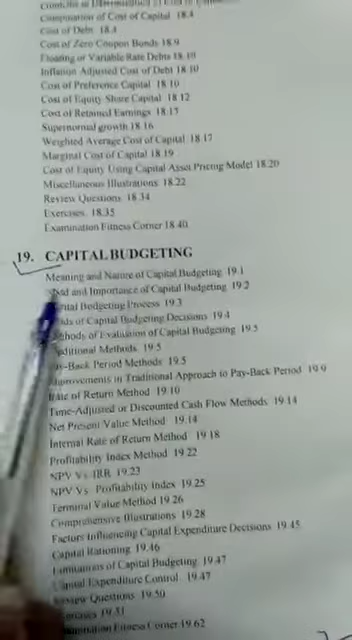 Computation of Cost of Capital 18.4
Cost of Debt 18.4
Cost of Zero Coupon Bonds 18.9
Floating or Variable Rate Debts 18.10
Inflation Adjusted Cost of Debt 18.10
Cost of Preference Capital 18.10
Cost of Equity Share Capital 18.12
Cost of Retained Earnings 18.15
Supernormal growth 18.16
Weighted Average Cost of Capital 18.17
Marginal Cost of Capital 18.19
Cost of Equity Using Capital Asset Pricing Model 18.20
Miscellaneous Illustrations 18.22
Review Questions 18.34
Exercises 18.35
Examination Fitness Corner 18.40
19. CAPITAL BUDGETING
Meaning and Nature of Capital Budgeting 19.1
and Importance of Capital Budgeting 19.2
Budgeting Process 19.3
of Capital Budgeting Decisions 19.4
of Evaluation of Capital Budgeting 19.5
Methods 19.5
Period Methods 19.5
in Traditional Approach to Pay-Back Period 19.9
Rate of Return Method 19.10
Time-Adjusted or Discounted Cash Flow Methods 19.14
Net Present Value Method 19.14
Internal Rate of Return Method 19.18
Profitability Index Method 19.22
NPV Vs. IRR 19.23
NPV Vs. Profitability Index 19.25
Terminal Value Method 19.26
Comprehensive Illustrations 19.28
Factors Influencing Capital Expenditure Decisions 19.45
Capital Rationing 19.46
Limitations of Capital Budgeting 19.47
Capital Expenditure Control 19.47
Review Questions 19.50
19.51
Fitness Corner 19.62